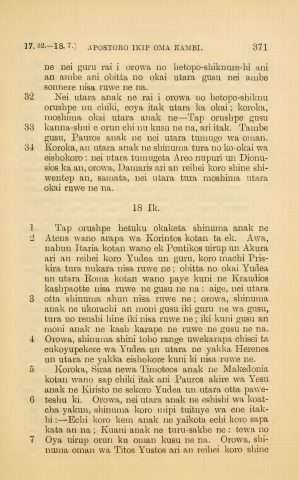 17. 32.—18. 7.] APOSTORO IKIP OMA KAMBI. 371
ne nei guru rai i orowa no hetopo-shiknure-hi ani
an ambe ani obitta no okai utara gusu nei ambe
sonnere nisa ruwe ne na.
32 Nei utara anak ne rai i orowa no hetopo-shiknu
orushpe nu chiki, eoya itak utara ka okai; koroka,
moshima okai utara anak ne—Tap orushpe gusu
33 kanna-shui e orun chi nu kusu ne na, ari itak. Tambe
gusu, Pauros anak ne nei utara tumuge wa oman.
34 Koroka, an utara anak ne shinuma tura no ko-okai wa
eishokoro: nei utara tumugeta Areo nupuri un Dionu-
sios ka an, orowa, Damaris ari an reihei koro shine shi-
wentep an, samata, nei utara tura moshima utara
okai ruwe ne na.
18 Ik.
1 Tap orushpe hetuku okaketa shinuma anak ne
2 Atens wano arapa wa Korintos kotan ta ek. Awa,
nahun Itaria kotan wano ek Pontikos uirup un Akura
ari an reihei koro Yudea un guru, koro machi Pris-
kira tura nukara nisa ruwe ne; obitta no okai Yudea
un utara Roma kotan wano paye kuni ne Kraudios
kashpaotte nisa ruwe ne gusu ne na: aige, nei utara
3 otta shinuma ahun nisa ruwe ne; orowa, shinuma
anak ne ukorachi an moni gusu iki guru ne wa gusu,
tura no reushi hine iki nisa ruwe ne; iki kuni gusu an
moni anak ne kash karape ne ruwe ne gusu ne na.
4 Orowa, shinuma shini tobo range uwekarapa chisei ta
eukoyupekere wa Yudea un utara ne yakka Herenes
un utara ne yakka eishokore kuni ki nisa ruwe ne.
5 Koroka, Siras newa Timoteos anak ne Makedonia
kotan wano sap chiki itak ani Pauros akire wa Yesu
anak ne Kiristo ne sekoro Yudea un utara otta pawe-
6 teshu ki. Orowa, nei utara anak ne eshishi wa koat-
cha yakun, shinuma koro mipi tuituye wa ene itak-
hi:—Echi koro kem anak ne yaikota echi koro sapa
kata an na; Kuani anak ne turu-sakbe ne: tewa no
7 Oya uirup orun ku oman kusu ne na. Orowa, shi-
numa oman wa Titos Yustos ari an reihei koro shine